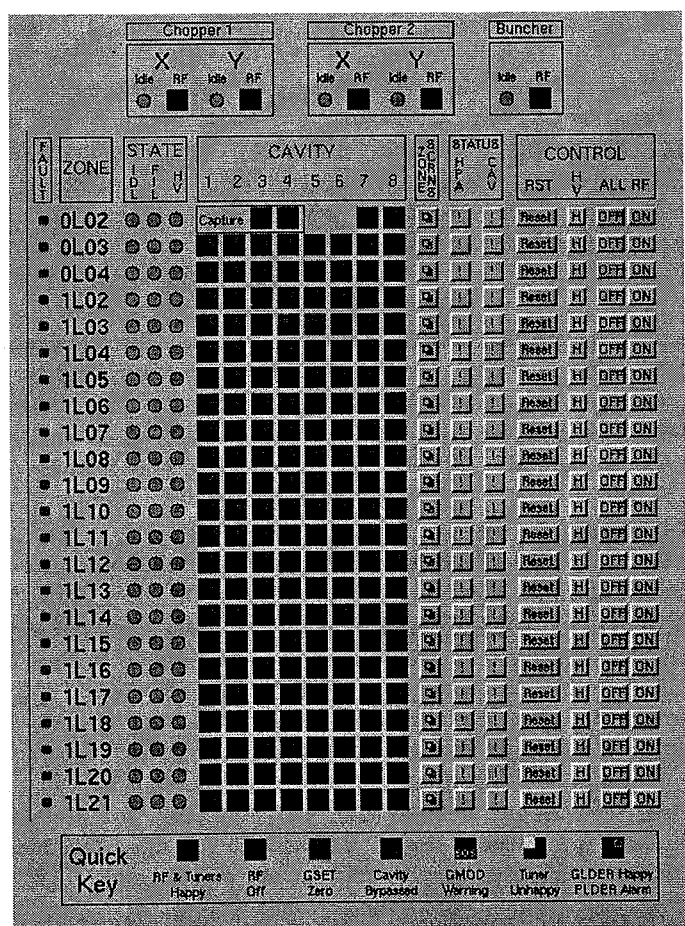 Chopper 1 Chopper 2 Buncher
X Y X Y
Idle RF Idle RF Idle RF Idle RF Idle RF
FAULT ZONE STATE CAVITY ZONE SCRNS STATUS CONTROL
IDL FIL HV 1 2 3 4 5 6 7 8 HPA CAV RST HV ALL RF
0L02 Capture ! ! Reset H OFF ON
0L03 ! ! Reset H OFF ON
0L04 ! ! Reset H OFF ON
1L02 ! ! Reset H OFF ON
1L03 ! ! Reset H OFF ON
1L04 ! ! Reset H OFF ON
1L05 ! ! Reset H OFF ON
1L06 ! ! Reset H OFF ON
1L07 ! ! Reset H OFF ON
1L08 ! ! Reset H OFF ON
1L09 ! ! Reset H OFF ON
1L10 ! ! Reset H OFF ON
1L11 ! ! Reset H OFF ON
1L12 ! ! Reset H OFF ON
1L13 ! ! Reset H OFF ON
1L14 ! ! Reset H OFF ON
1L15 ! ! Reset H OFF ON
1L16 ! ! Reset H OFF ON
1L17 ! ! Reset H OFF ON
1L18 ! ! Reset H OFF ON
1L19 ! ! Reset H OFF ON
1L20 ! ! Reset H OFF ON
1L21 ! ! Reset H OFF ON
Quick Key
RF & Tuners Happy
RF Off
GSET Zero
Cavity Bypassed
GMOD Warning
Tuner Unhappy
GLDER Happy PLDER Alarm